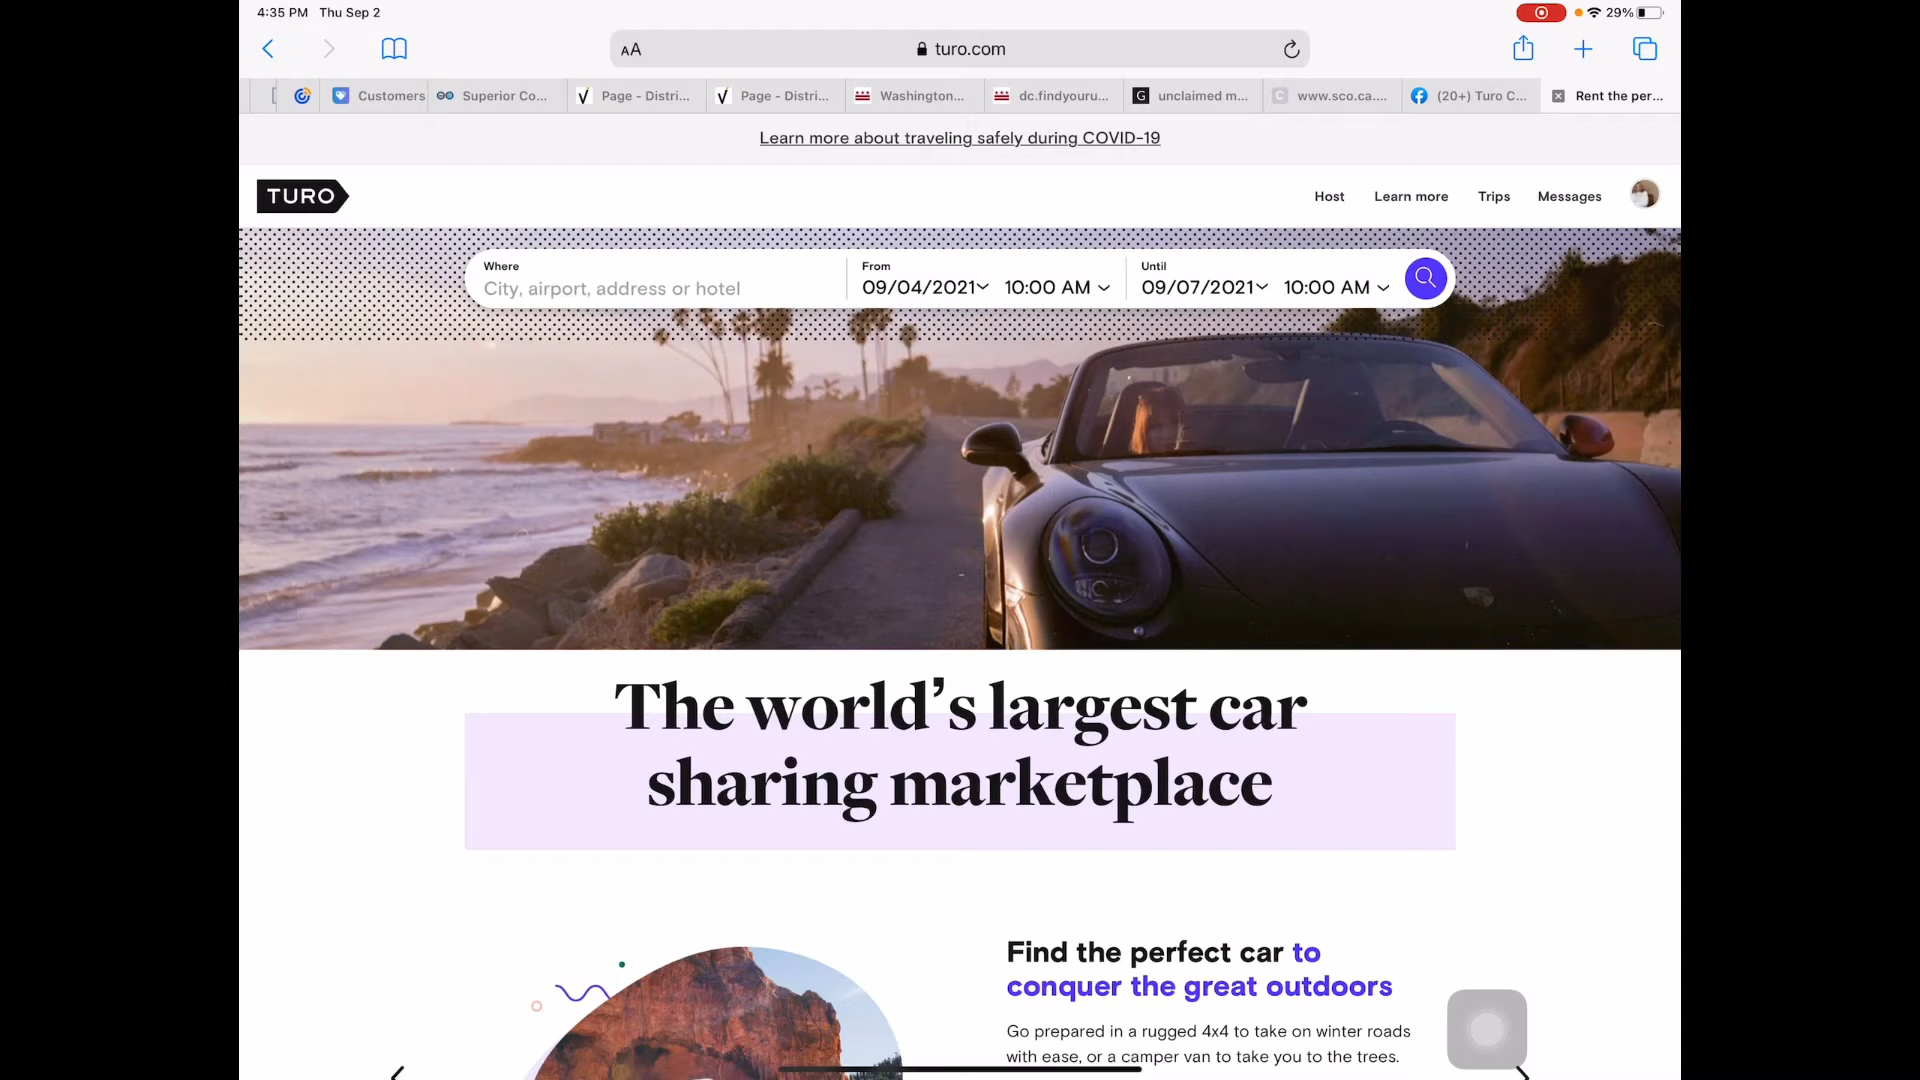 4:35 PM Thu Sep 2
29%
AA
turo.com
Customers
Superior Co...
Page - Distri...
Page - Distri...
Washington...
dc.findyouru...
unclaimed m...
www.sco.ca....
(20+) Turo C...
Rent the per...
Learn more about traveling safely during COVID-19
TURO
Host
Learn more
Trips
Messages
Where
City, airport, address or hotel
From
09/04/2021
10:00 AM
Until
09/07/2021
10:00 AM
The world's largest car
sharing marketplace
Find the perfect car to
conquer the great outdoors
Go prepared in a rugged 4x4 to take on winter roads
with ease, or a camper van to take you to the trees.